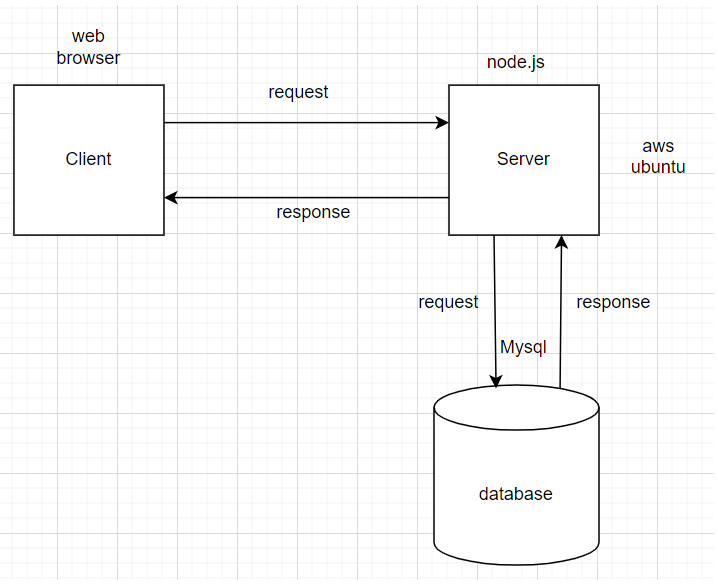 web
browser
node.js
request
Client
Server
aws
ubuntu
response
request
response
Mysql
database